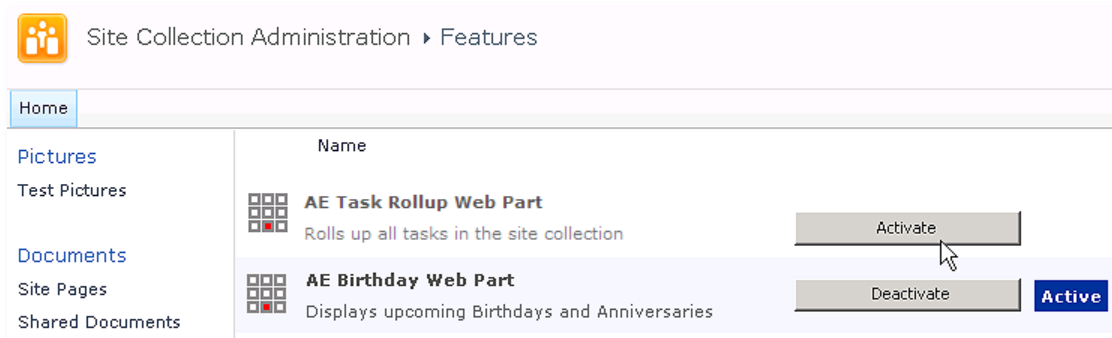 Site Collection Administration ▸ Features
Home
Pictures
Test Pictures
Documents
Site Pages
Shared Documents
Name
AE Task Rollup Web Part
Rolls up all tasks in the site collection
Activate
AE Birthday Web Part
Displays upcoming Birthdays and Anniversaries
Deactivate
Active